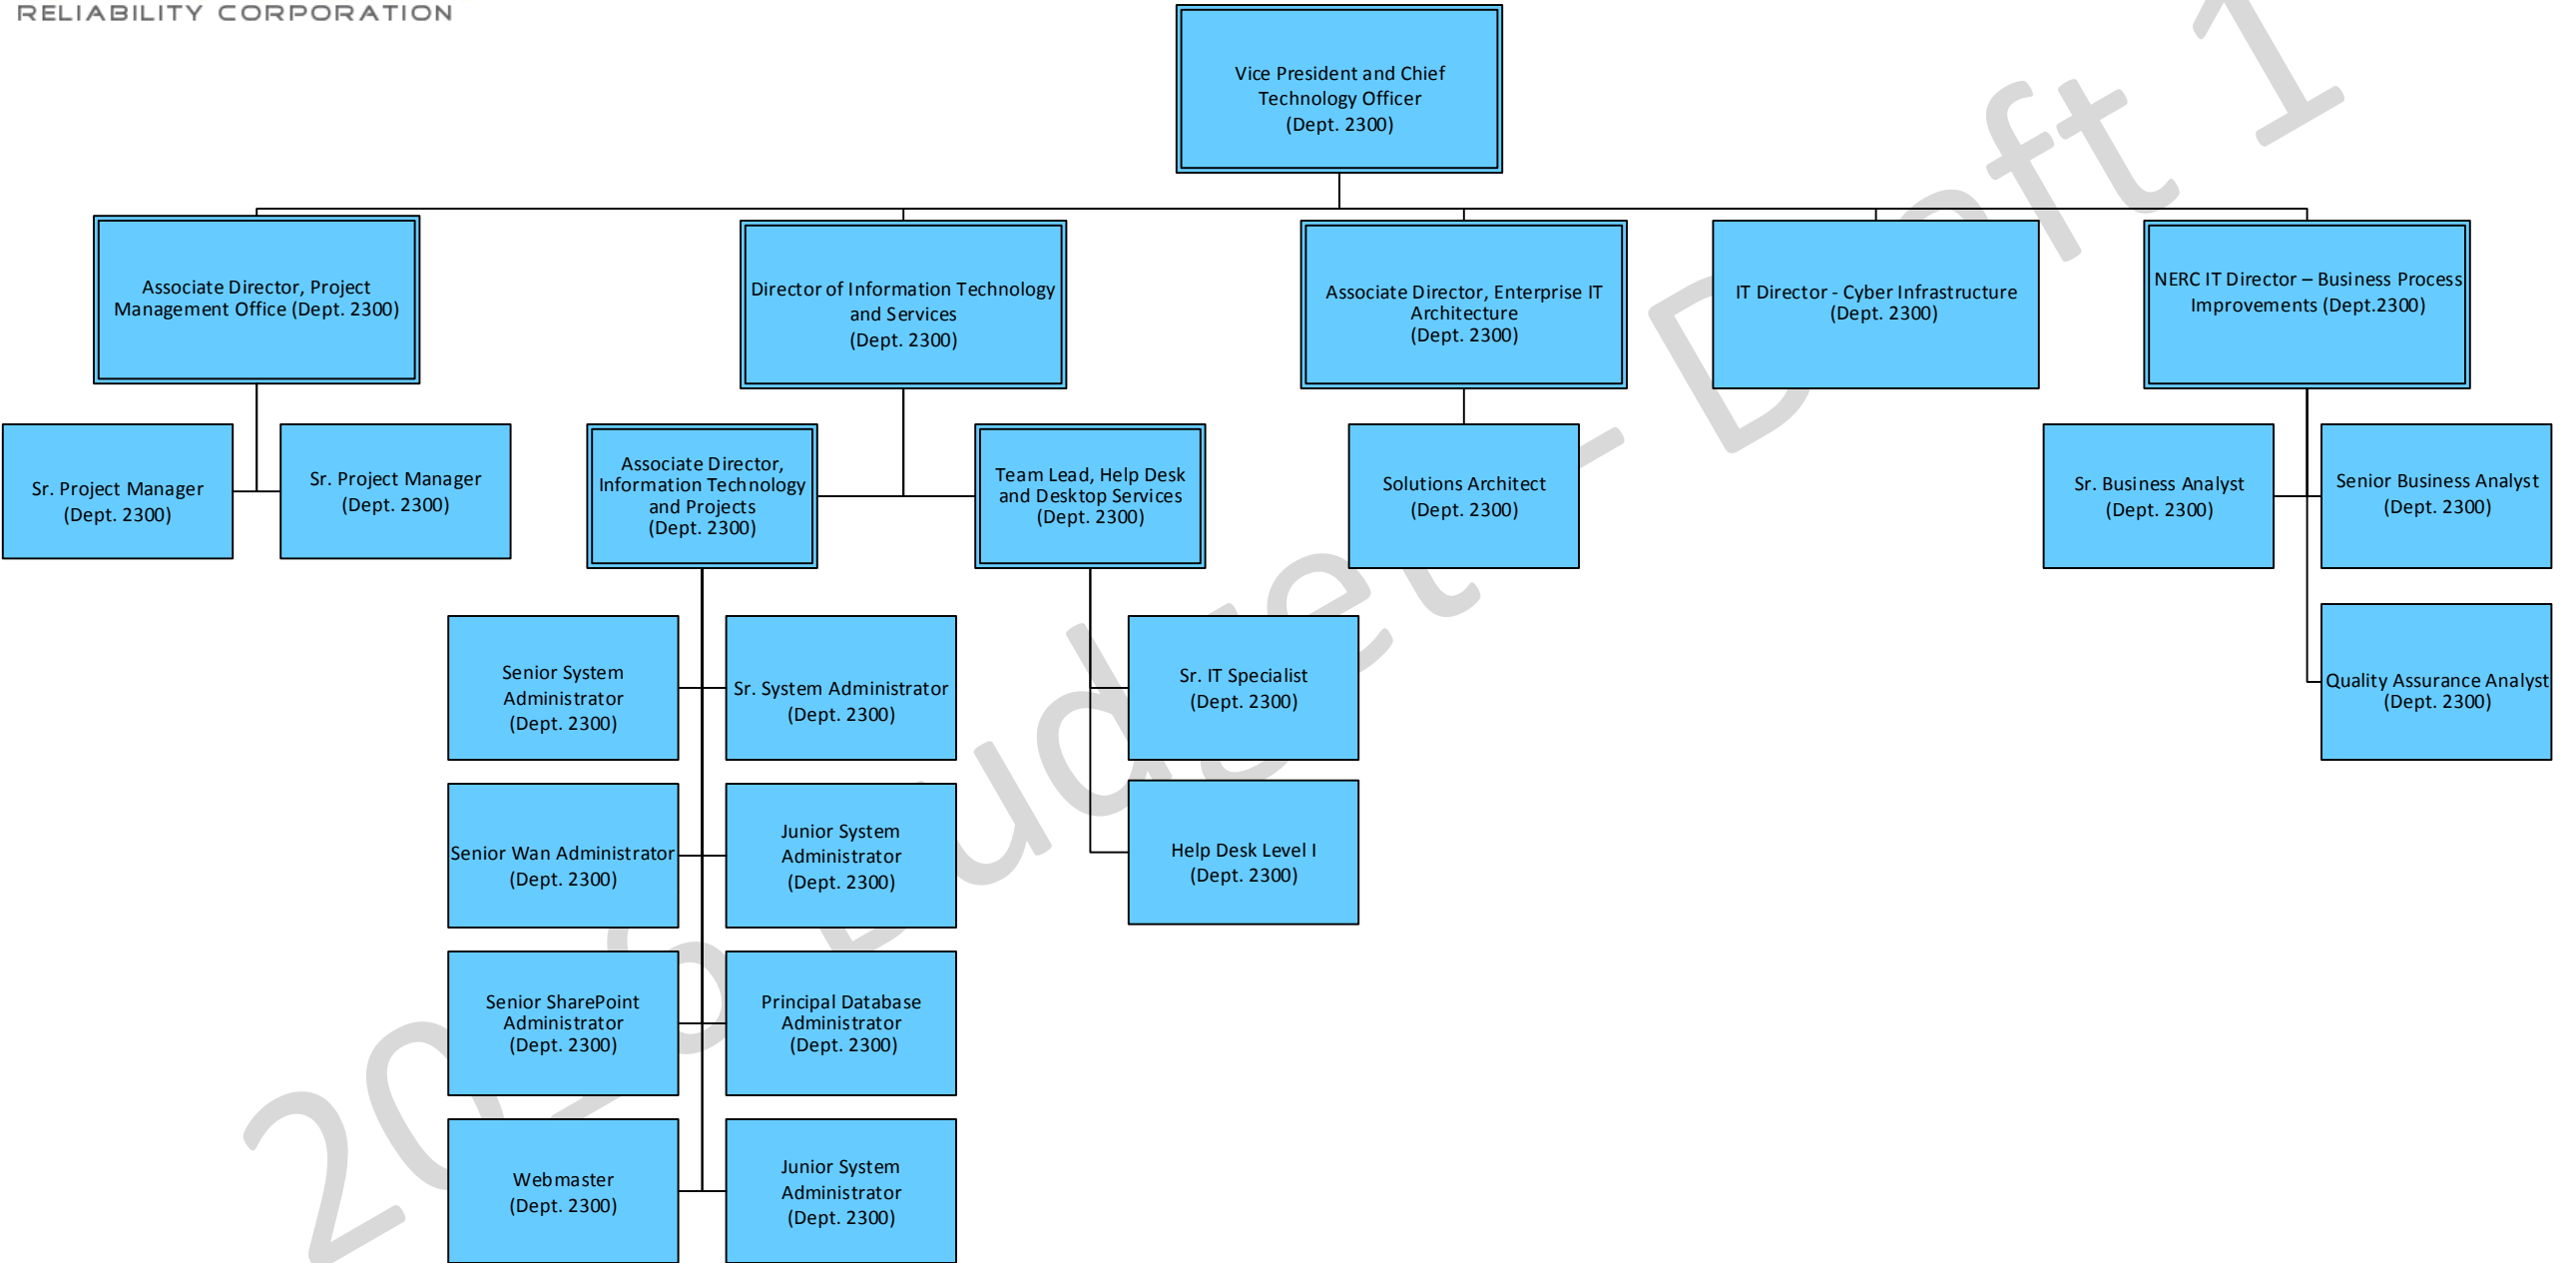 RELIABILITY CORPORATION
Vice President and Chief
Technology Officer
(Dept. 2300)
Associate Director, Project
Management Office (Dept. 2300)
Director of Information Technology
and Services
(Dept. 2300)
Associate Director, Enterprise IT
Architecture
(Dept. 2300)
IT Director - Cyber Infrastructure
(Dept. 2300)
NERC IT Director – Business Process
Improvements (Dept.2300)
Sr. Project Manager
(Dept. 2300)
Sr. Project Manager
(Dept. 2300)
Associate Director,
Information Technology
and Projects
(Dept. 2300)
Team Lead, Help Desk
and Desktop Services
(Dept. 2300)
Solutions Architect
(Dept. 2300)
Sr. Business Analyst
(Dept. 2300)
Senior Business Analyst
(Dept. 2300)
Senior System
Administrator
(Dept. 2300)
Sr. System Administrator
(Dept. 2300)
Sr. IT Specialist
(Dept. 2300)
Quality Assurance Analyst
(Dept. 2300)
Senior Wan Administrator
(Dept. 2300)
Junior System
Administrator
(Dept. 2300)
Help Desk Level I
(Dept. 2300)
Senior SharePoint
Administrator
(Dept. 2300)
Principal Database
Administrator
(Dept. 2300)
Webmaster
(Dept. 2300)
Junior System
Administrator
(Dept. 2300)
Budget – Draft 1